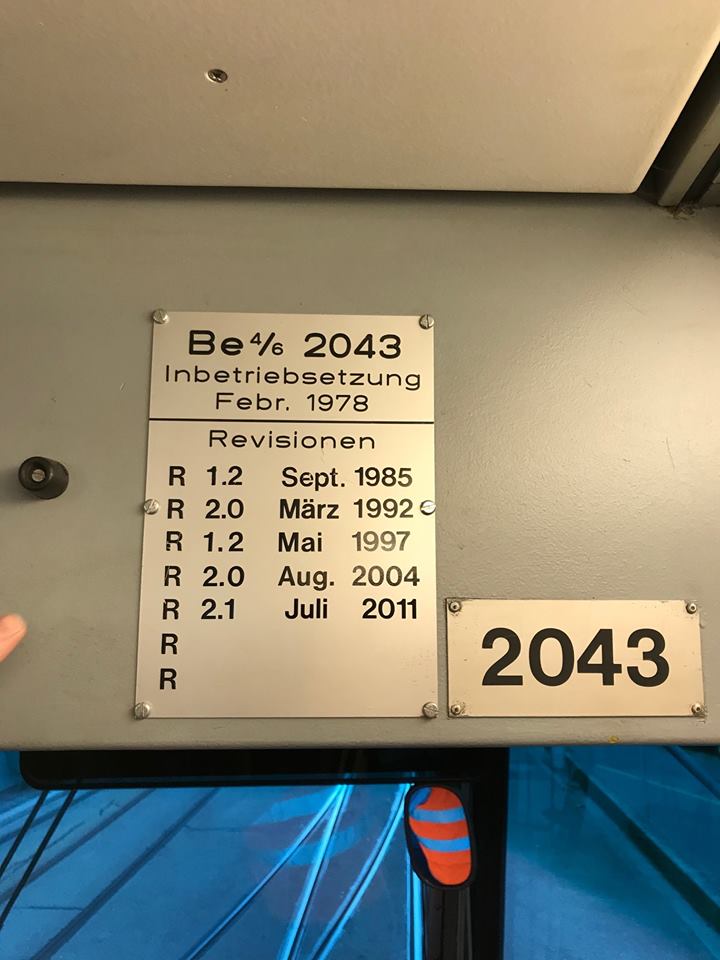 Be 4/6 2043
Inbetriebsetzung
Febr. 1978
Revisionen
R 1.2 Sept. 1985
R 2.0 März 1992
R 1.2 Mai 1997
R 2.0 Aug. 2004
R 2.1 Juli 2011
R
R
2043